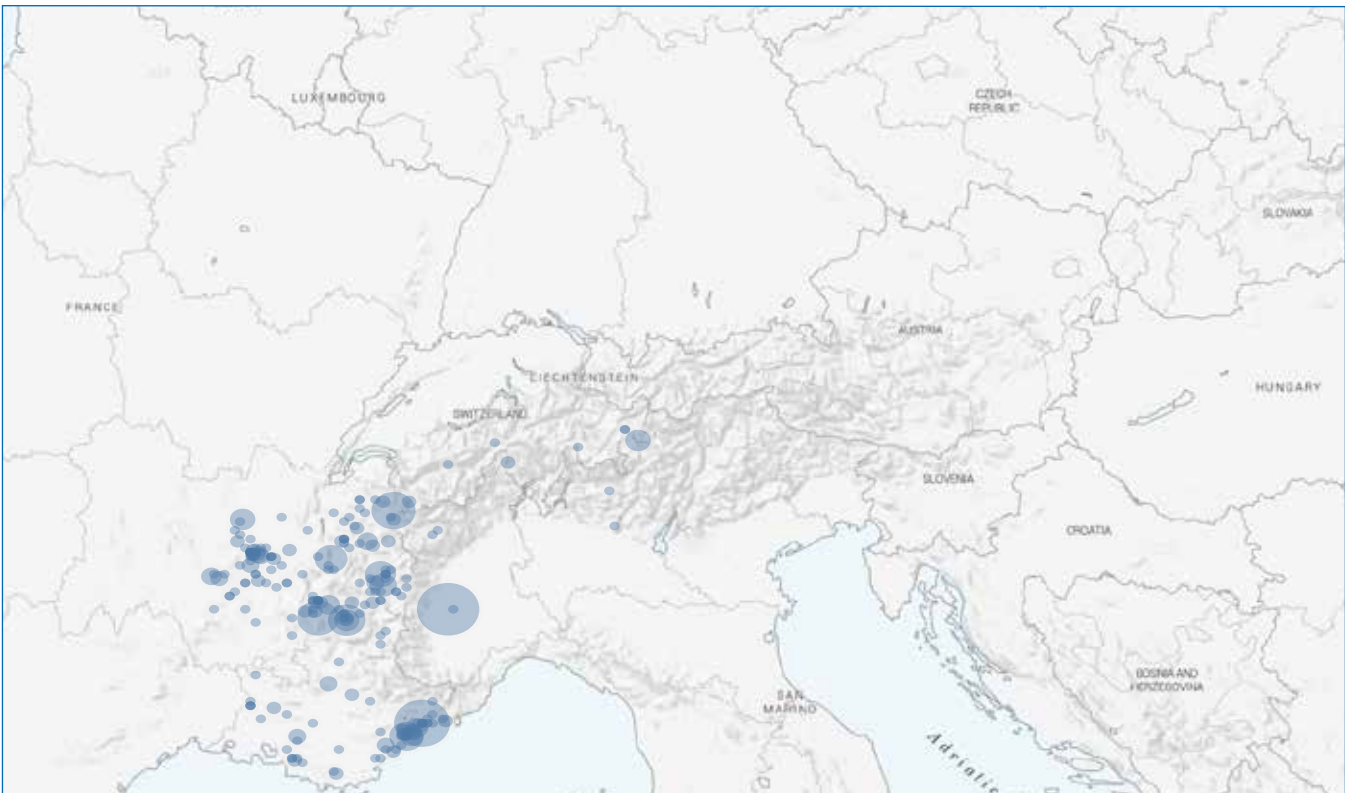 LUXEMBOURG
CZECH
REPUBLIC
SLOVAKIA
FRANCE
AUSTRIA
LIECHTENSTEIN
HUNGARY
SWITZERLAND
SLOVENIA
CROATIA
BOSNIA AND
HERZEGOVINA
SAN
MARINO
Adriatic